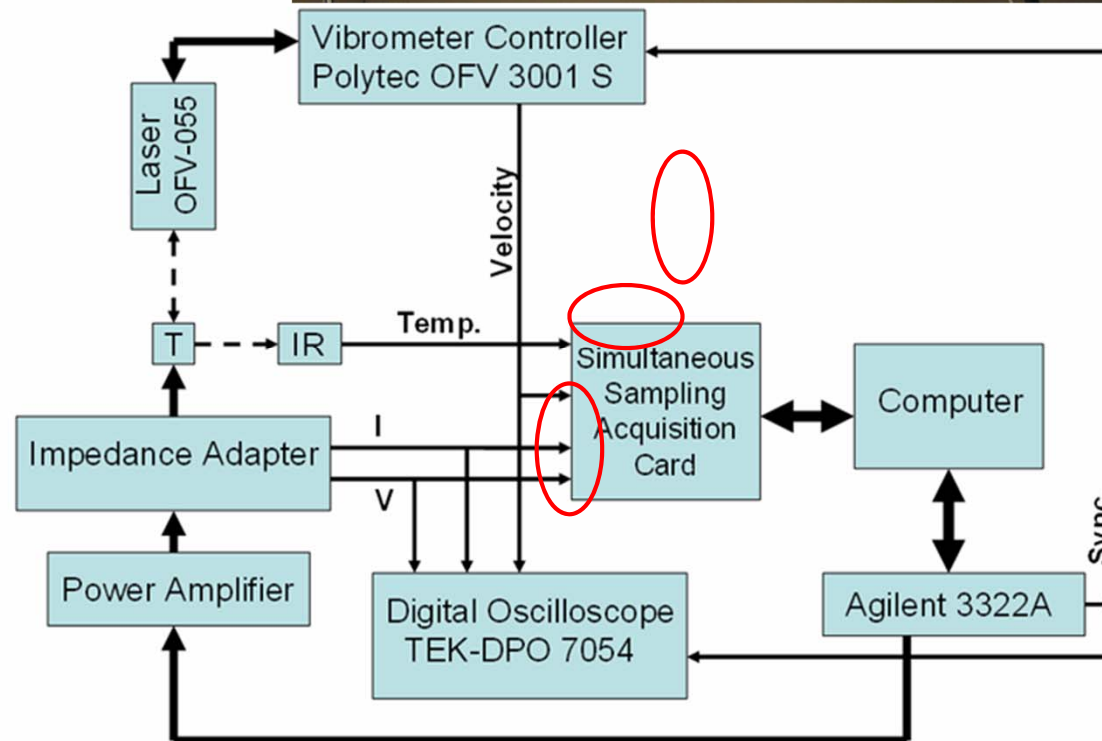 Vibrometer Controller
Polytec OFV 3001 S
Laser
OFV-055
Velocity
Temp.
T
IR
Simultaneous
Sampling
Acquisition
Card
Computer
I
Impedance Adapter
V
Power Amplifier
Digital Oscilloscope
TEK-DPO 7054
Agilent 3322A
Sync